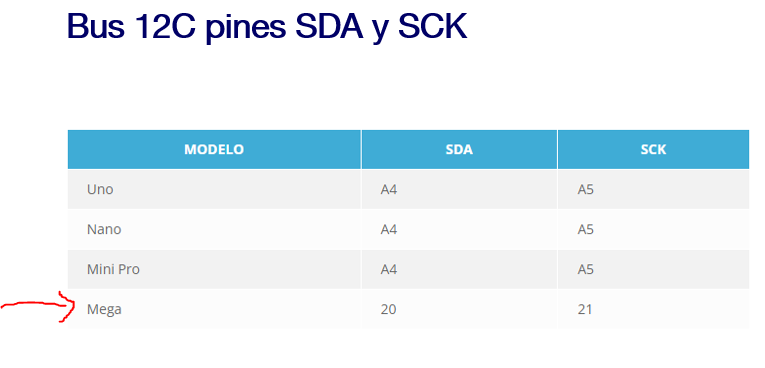 Bus 12C pines SDA y SCK
MODELO SDA SCK
Uno A4 A5
Nano A4 A5
Mini Pro A4 A5
Mega 20 21